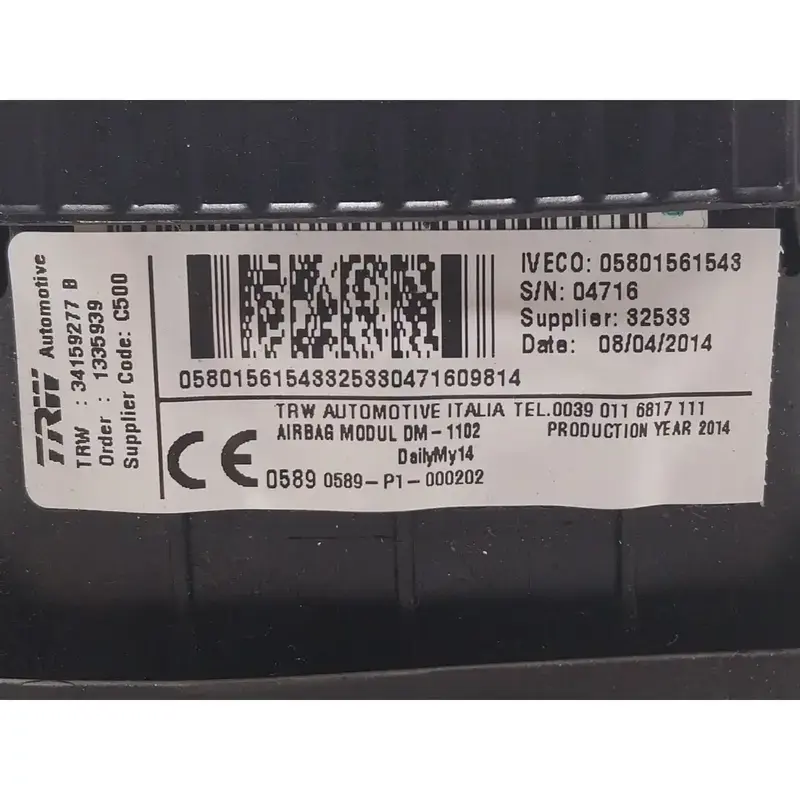 TRW Automotive
TRW : 34159277 B
Order : 1335939
Supplier Code: C500
IVECO: 05801561543
S/N: 04716
Supplier: 32533
Date: 08/04/2014
05801561543325330471609814
TRW AUTOMOTIVE ITALIA TEL.0039 011 6817 111
AIRBAG MODUL DM-1102 PRODUCTION YEAR 2014
DailyMy14
CE 0589 0589-P1-000202